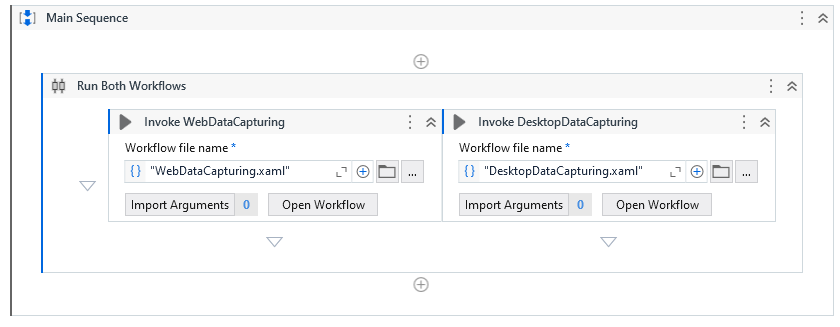 Main Sequence
Run Both Workflows
Invoke WebDataCapturing
Invoke DesktopDataCapturing
Workflow file name *
Workflow file name *
{ } "WebDataCapturing.xaml" ...
{ } "DesktopDataCapturing.xaml" ...
Import Arguments 0 Open Workflow
Import Arguments 0 Open Workflow